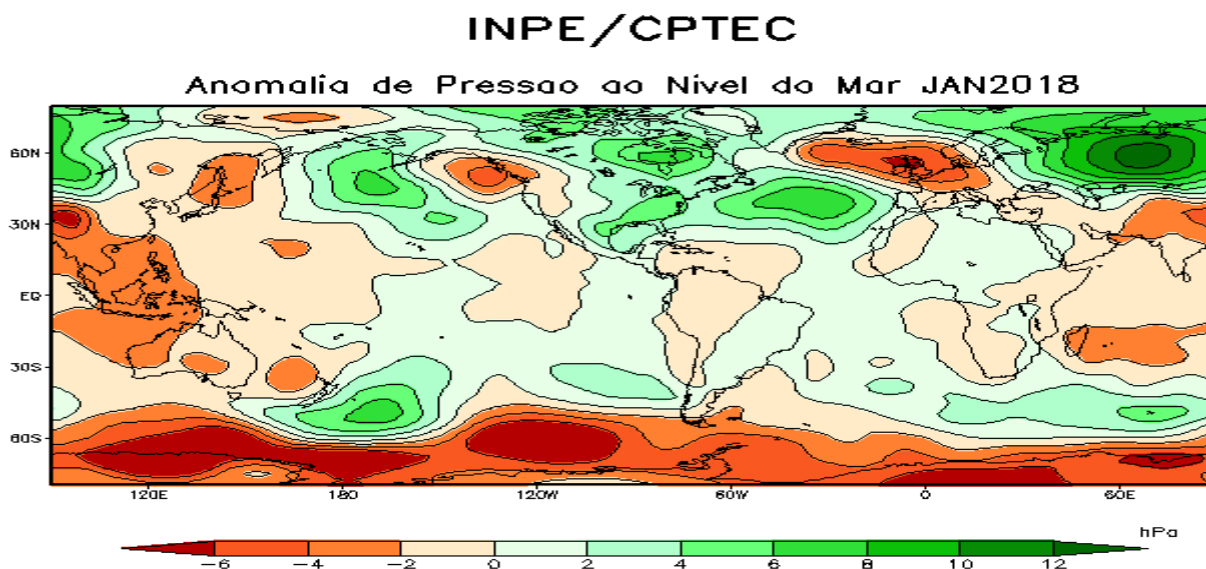 INPE/CPTEC
Anomalia de Pressao ao Nivel do Mar JAN2018
60N
30N
EQ
30S
60S
120E 180 120W 60W 0 60E
hPa
-6 -4 -2 0 2 4 6 8 10 12